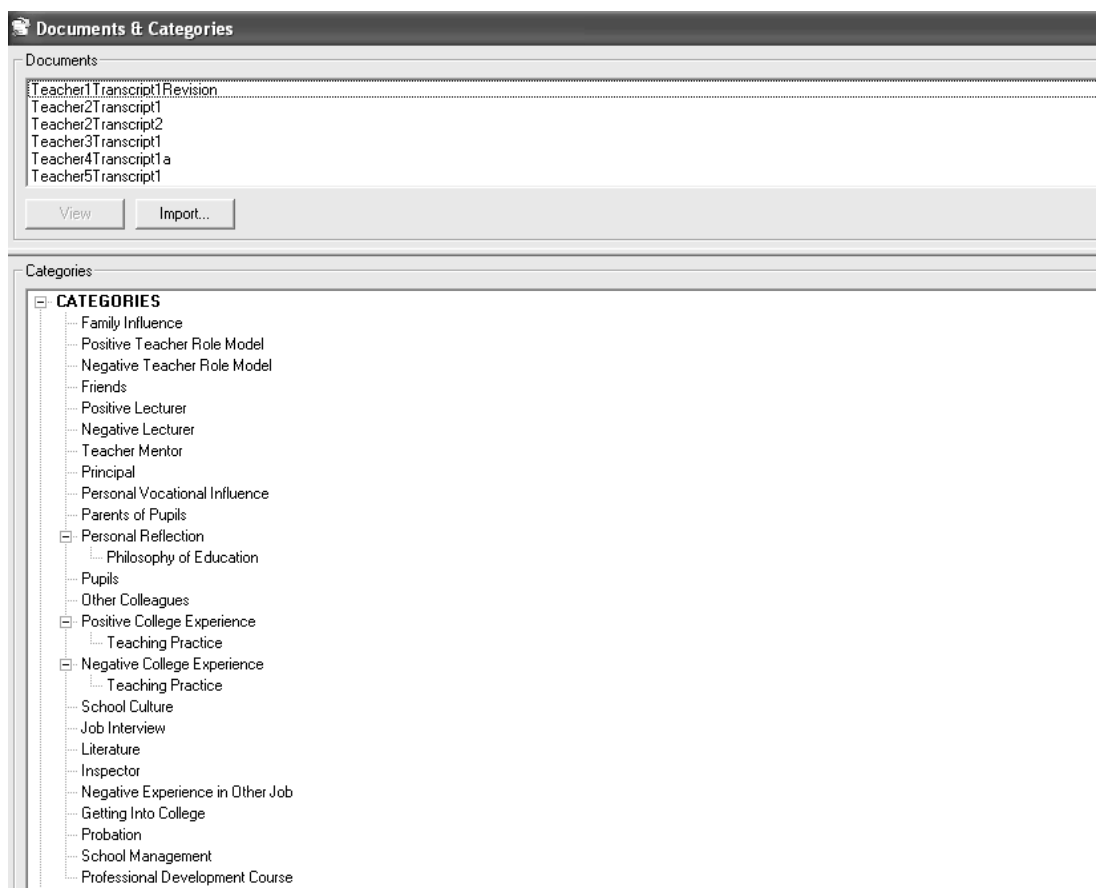 Documents & Categories
Documents
Teacher1Transcript1Revision
Teacher2Transcript1
Teacher2Transcript2
Teacher3Transcript1
Teacher4Transcript1a
Teacher5Transcript1
View Import...
Categories
CATEGORIES
Family Influence
Positive Teacher Role Model
Negative Teacher Role Model
Friends
Positive Lecturer
Negative Lecturer
Teacher Mentor
Principal
Personal Vocational Influence
Parents of Pupils
Personal Reflection
Philosophy of Education
Pupils
Other Colleagues
Positive College Experience
Teaching Practice
Negative College Experience
Teaching Practice
School Culture
Job Interview
Literature
Inspector
Negative Experience in Other Job
Getting Into College
Probation
School Management
Professional Development Course